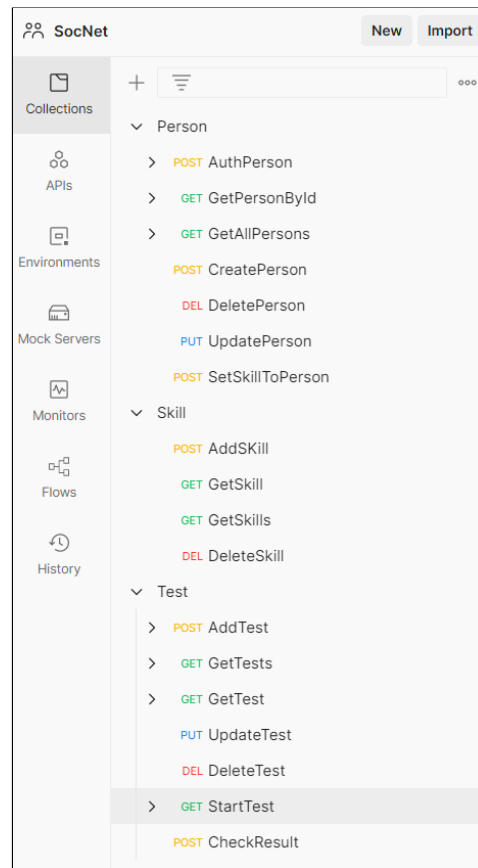 SocNet
New
Import
Collections
APIs
Environments
Mock Servers
Monitors
Flows
History
Person
POST AuthPerson
GET GetPersonById
GET GetAllPersons
POST CreatePerson
DEL DeletePerson
PUT UpdatePerson
POST SetSkillToPerson
Skill
POST AddSKill
GET GetSkill
GET GetSkills
DEL DeleteSkill
Test
POST AddTest
GET GetTests
GET GetTest
PUT UpdateTest
DEL DeleteTest
GET StartTest
POST CheckResult